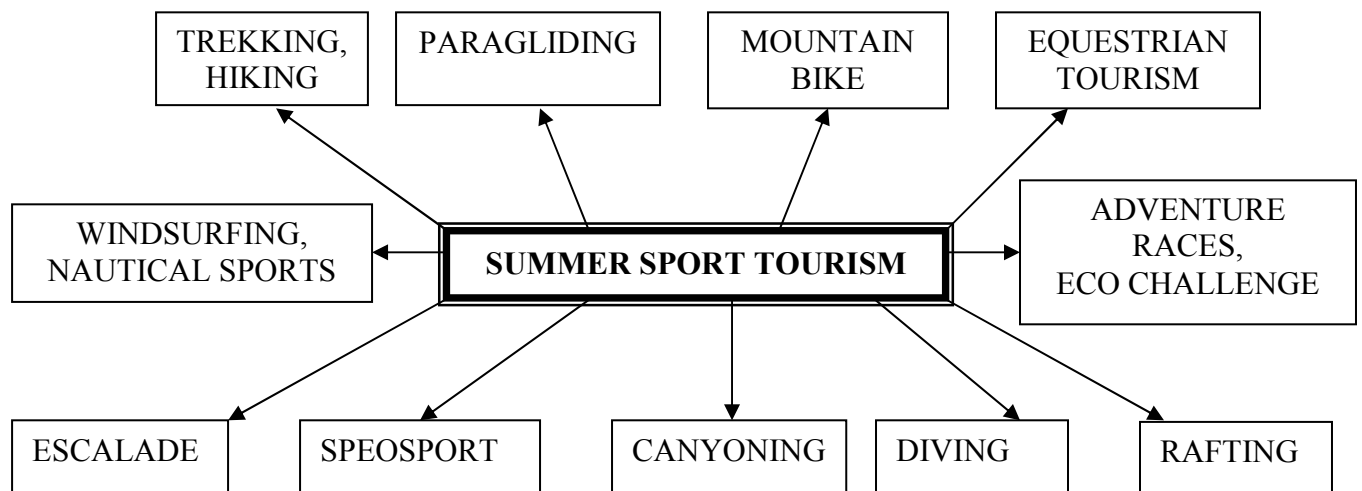 TREKKING,
HIKING
PARAGLIDING
MOUNTAIN
BIKE
EQUESTRIAN
TOURISM
WINDSURFING,
NAUTICAL SPORTS
SUMMER SPORT TOURISM
ADVENTURE
RACES,
ECO CHALLENGE
ESCALADE
SPEOSPORT
CANYONING
DIVING
RAFTING